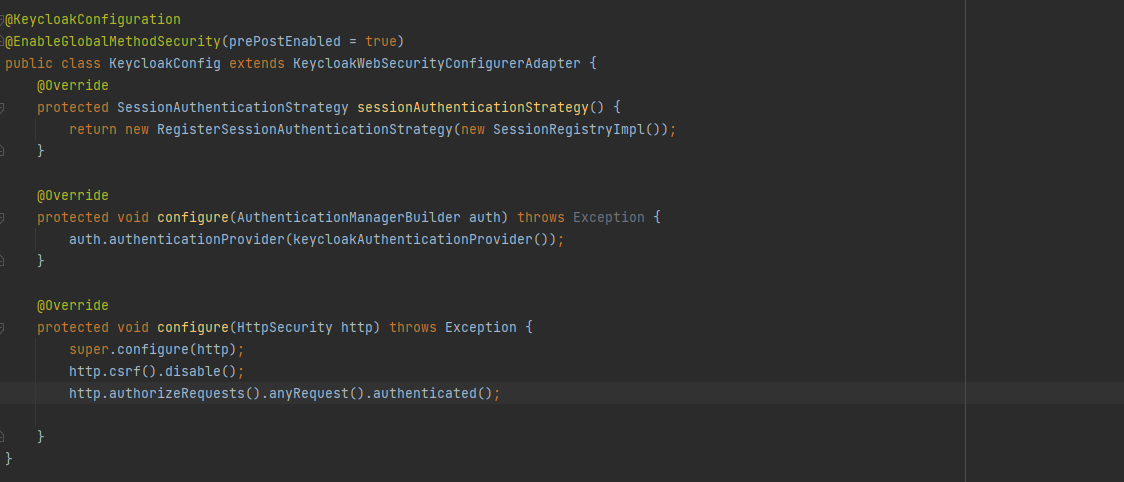 @KeycloakConfiguration
@EnableGlobalMethodSecurity(prePostEnabled = true)
public class KeycloakConfig extends KeycloakWebSecurityConfigurerAdapter {
    @Override
    protected SessionAuthenticationStrategy sessionAuthenticationStrategy() {
        return new RegisterSessionAuthenticationStrategy(new SessionRegistryImpl());
    }

    @Override
    protected void configure(AuthenticationManagerBuilder auth) throws Exception {
        auth.authenticationProvider(keycloakAuthenticationProvider());
    }

    @Override
    protected void configure(HttpSecurity http) throws Exception {
        super.configure(http);
        http.csrf().disable();
        http.authorizeRequests().anyRequest().authenticated();

    }
}